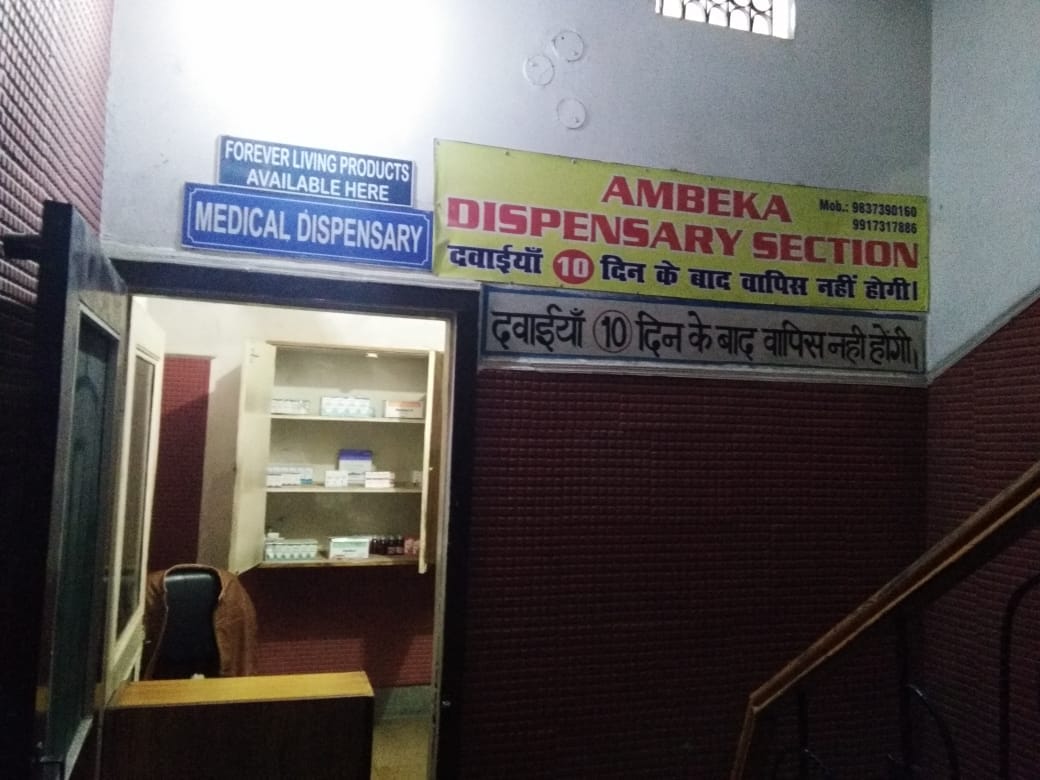 FOREVER LIVING PRODUCTS
AVAILABLE HERE
MEDICAL DISPENSARY
AMBEKA
Mob.: 9837390160
9917317886
DISPENSARY SECTION
दवाईयाँ 10 दिन के बाद वापिस नहीं होगी।
दवाईयाँ 10 दिन के बाद वापिस नही होंगी।